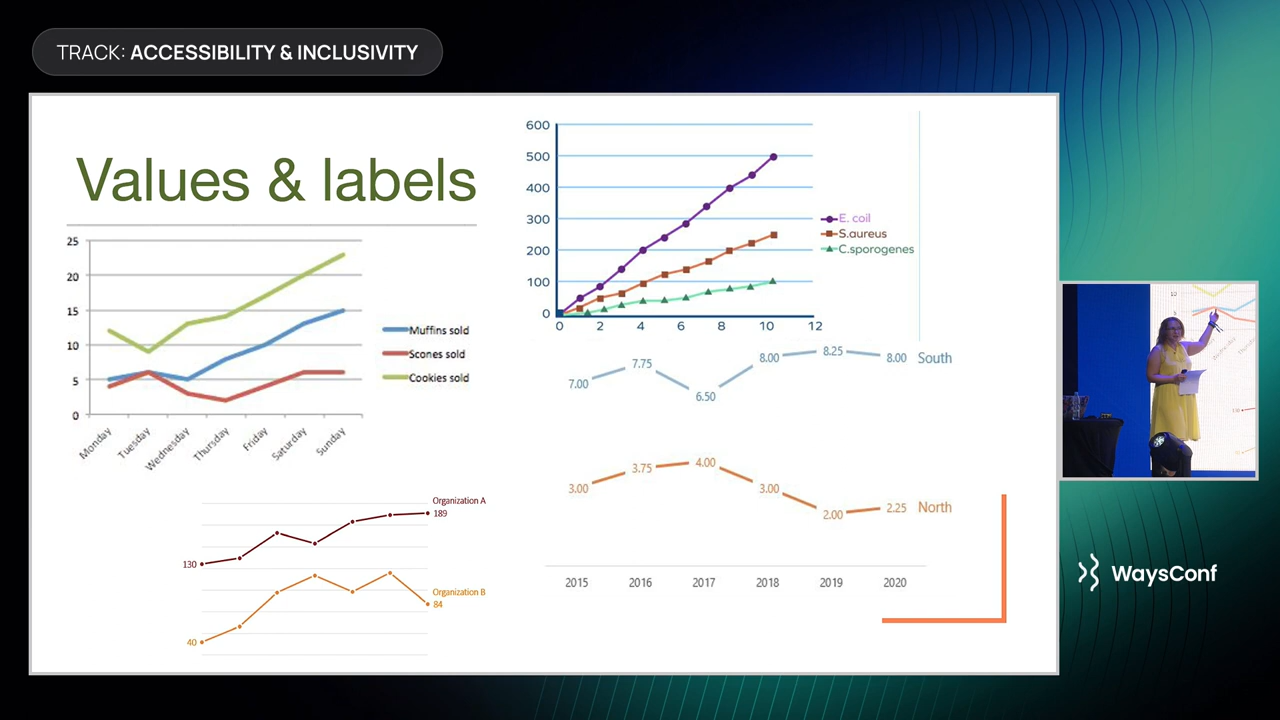 TRACK: ACCESSIBILITY & INCLUSIVITY
Values & labels
25
20
15
10
5
0
Monday
Tuesday
Wednesday
Thursday
Friday
Saturday
Sunday
Muffins sold
Scones sold
Cookies sold
600
500
400
300
200
100
0
0 2 4 6 8 10 12
E. coli
S.aureus
C.sporogenes
7.00 7.75 6.50 8.00 8.25 8.00 South
3.00 3.75 4.00 3.00 2.00 2.25 North
2015 2016 2017 2018 2019 2020
Organization A
189
130
Organization B
84
40
10
WaysConf